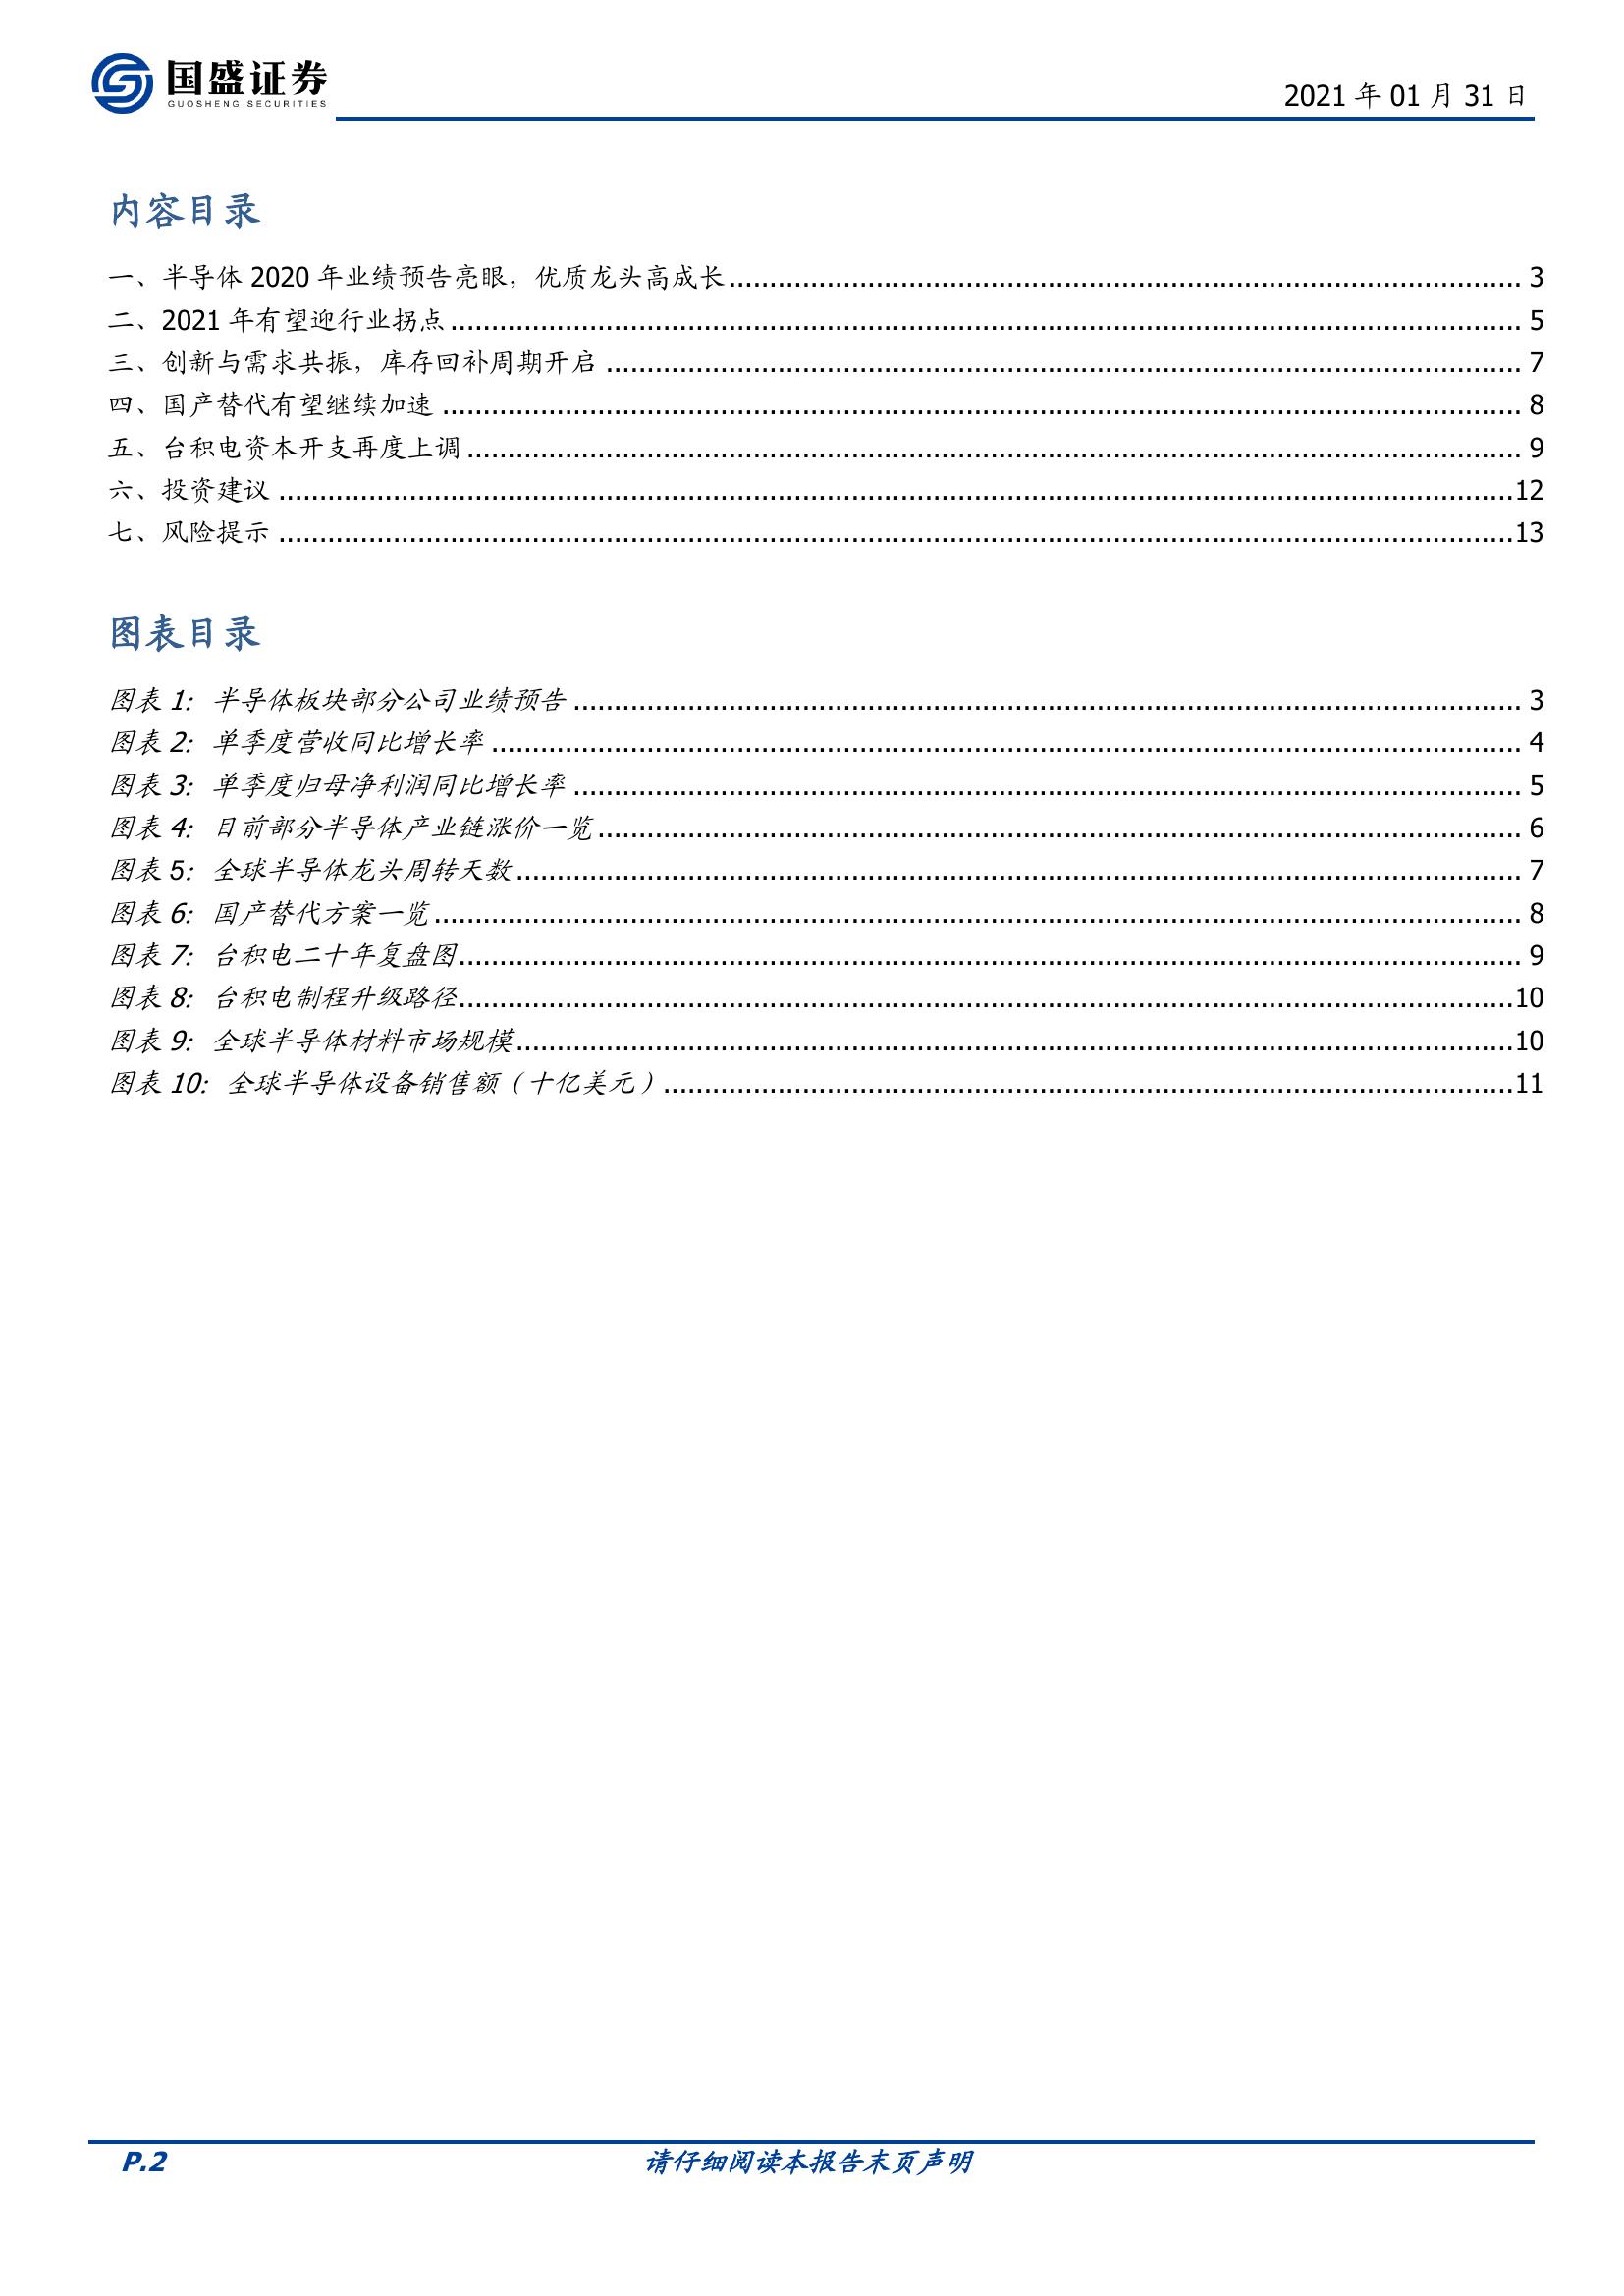 国盛证券
GUOSHENG SECURITIES
2021 年 01 月 31 日
内容目录
一、半导体 2020 年业绩预告亮眼，优质龙头高成长 3
二、2021 年有望迎行业拐点 5
三、创新与需求共振，库存回补周期开启 7
四、国产替代有望继续加速 8
五、台积电资本开支再度上调 9
六、投资建议 12
七、风险提示 13
图表目录
图表 1: 半导体板块部分公司业绩预告 3
图表 2: 单季度营收同比增长率 4
图表 3: 单季度归母净利润同比增长率 5
图表 4: 目前部分半导体产业链涨价一览 6
图表 5: 全球半导体龙头周转天数 7
图表 6: 国产替代方案一览 8
图表 7: 台积电二十年复盘图 9
图表 8: 台积电制程升级路径 10
图表 9: 全球半导体材料市场规模 10
图表 10: 全球半导体设备销售额（十亿美元） 11
P.2
请仔细阅读本报告末页声明